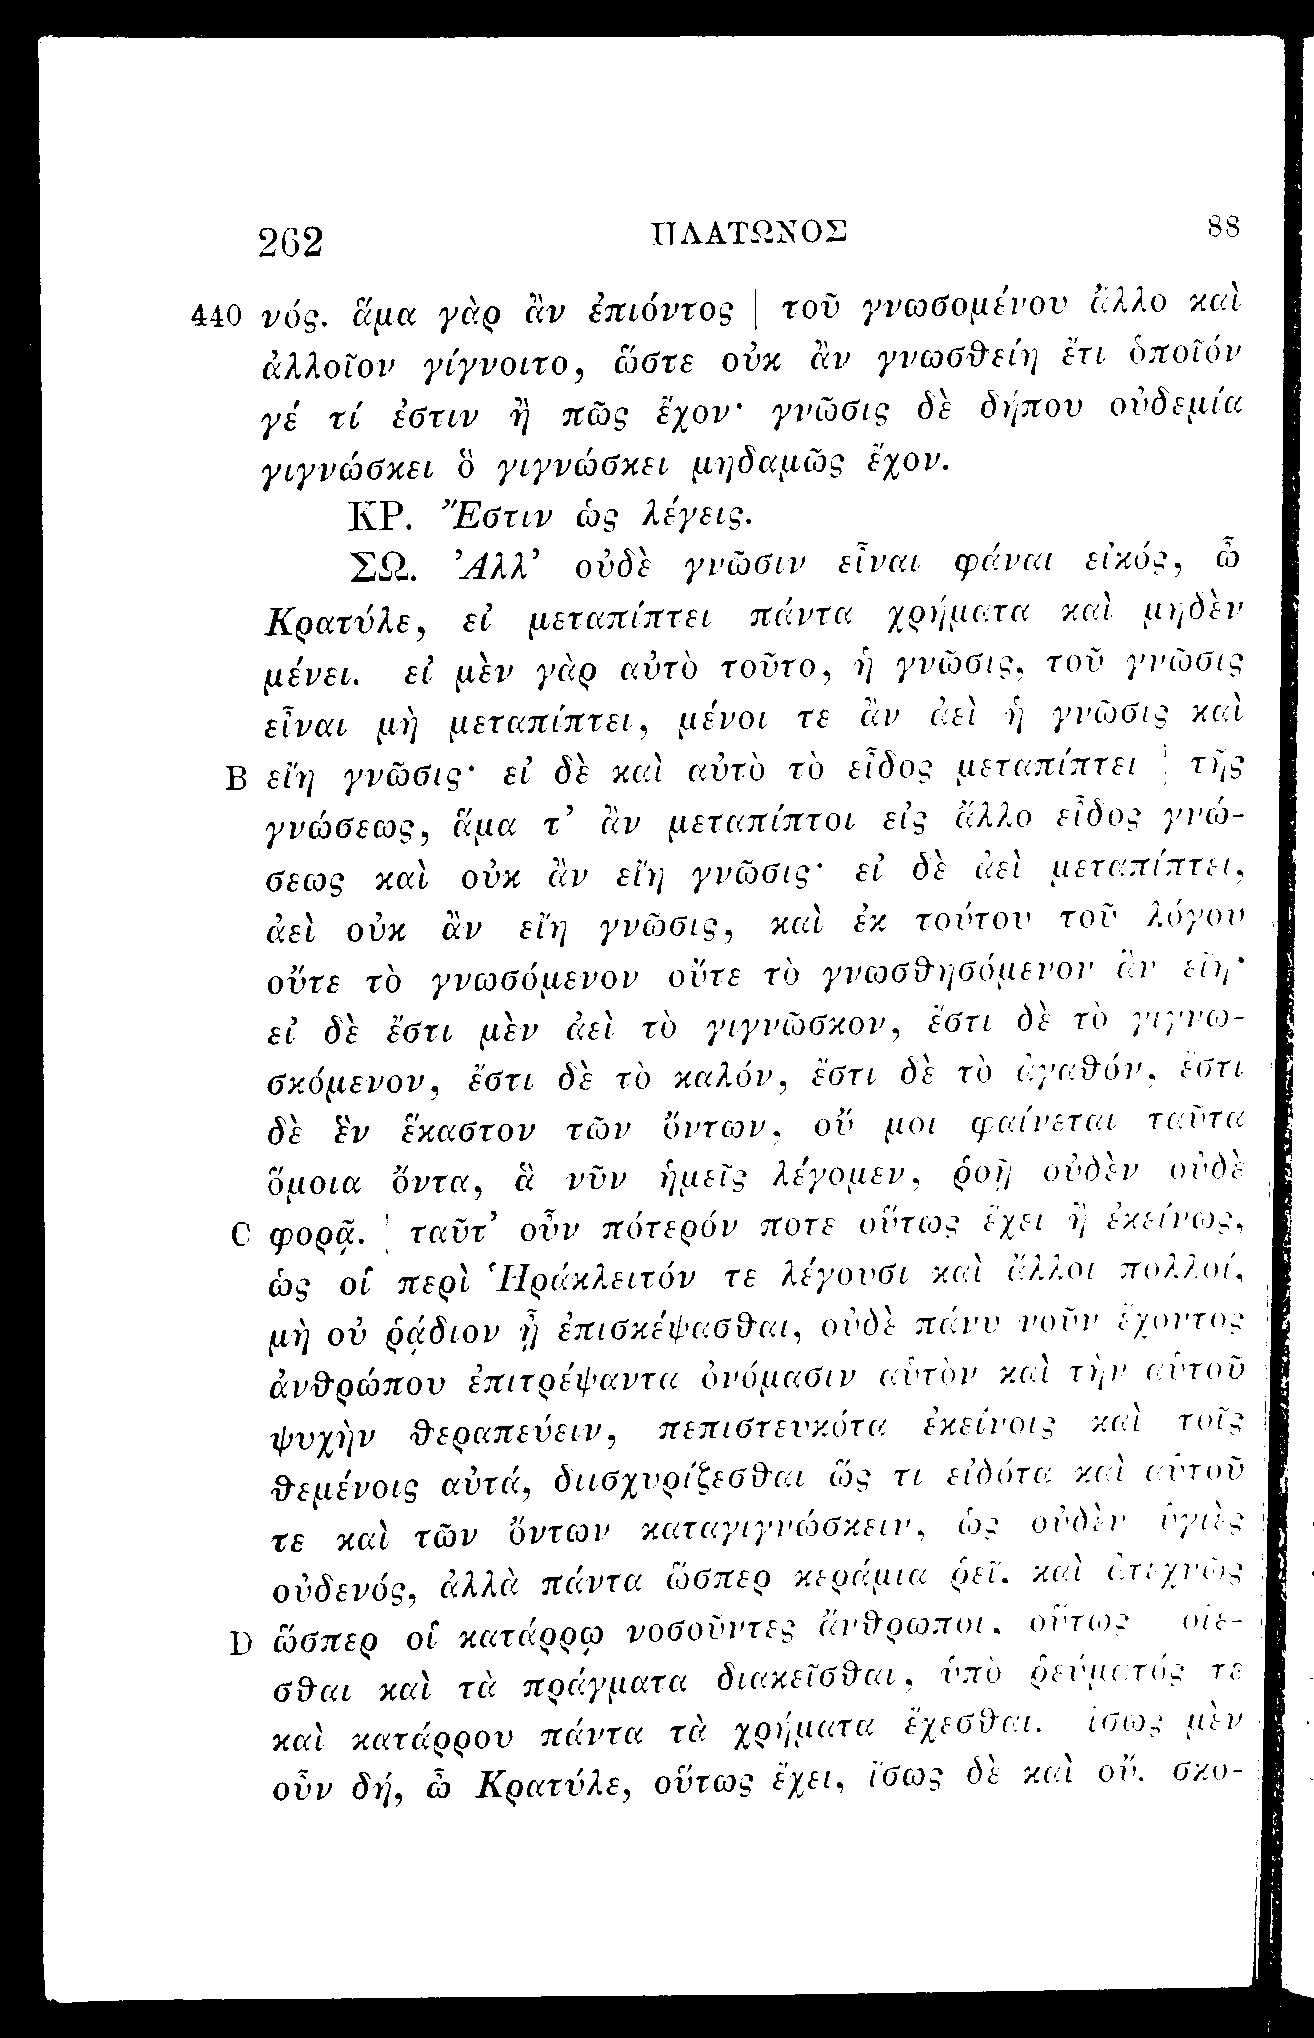 262 ΠΛΑΤΩΝΟΣ 88
440 νός. ἅμα γὰρ ἂν ἐπιόντος | τοῦ γνωσομένου ἄλλο καὶ
ἀλλοῖον γίγνοιτο, ὥστε οὐκ ἂν γνωσθείη ἔτι ὁποῖόν
γέ τί ἐστιν ἢ πῶς ἔχον· γνῶσις δὲ δήπου οὐδεμία
γιγνώσκει ὃ γιγνώσκει μηδαμῶς ἔχον.
ΚΡ. Ἔστιν ὡς λέγεις.
ΣΩ. Ἀλλ’ οὐδὲ γνῶσιν εἶναι φάναι εἰκός, ὦ
Κρατύλε, εἰ μεταπίπτει πάντα χρήματα καὶ μηδὲν
μένει. εἰ μὲν γὰρ αὐτὸ τοῦτο, ἡ γνῶσις, τοῦ γνῶσις
εἶναι μὴ μεταπίπτει, μένοι τε ἂν ἀεὶ ἡ γνῶσις καὶ
B εἴη γνῶσις· εἰ δὲ καὶ αὐτὸ τὸ εἶδος μεταπίπτει | τῆς
γνώσεως, ἅμα τ’ ἂν μεταπίπτοι εἰς ἄλλο εἶδος γνώ-
σεως καὶ οὐκ ἂν εἴη γνῶσις· εἰ δὲ ἀεὶ μεταπίπτει,
ἀεὶ οὐκ ἂν εἴη γνῶσις, καὶ ἐκ τούτου τοῦ λόγου
οὔτε τὸ γνωσόμενον οὔτε τὸ γνωσθησόμενον ἂν εἴη·
εἰ δὲ ἔστι μὲν ἀεὶ τὸ γιγνῶσκον, ἔστι δὲ τὸ γιγνω-
σκόμενον, ἔστι δὲ τὸ καλόν, ἔστι δὲ τὸ ἀγαθόν, ἔστι
δὲ ἓν ἕκαστον τῶν ὄντων, οὔ μοι φαίνεται ταῦτα
ὅμοια ὄντα, ἃ νῦν ἡμεῖς λέγομεν, ῥοῇ οὐδὲν οὐδὲ
C φορᾷ. | ταῦτ’ οὖν πότερόν ποτε οὕτως ἔχει ἢ ἐκείνως,
ὡς οἱ περὶ Ἡράκλειτόν τε λέγουσι καὶ ἄλλοι πολλοί,
μὴ οὐ ῥᾴδιον ᾖ ἐπισκέψασθαι, οὐδὲ πάνυ νοῦν ἔχοντος
ἀνθρώπου ἐπιτρέψαντα ὀνόμασιν αὑτὸν καὶ τὴν αὑτοῦ
ψυχὴν θεραπεύειν, πεπιστευκότα ἐκείνοις καὶ τοῖς
θεμένοις αὐτά, διισχυρίζεσθαι ὥς τι εἰδότα καὶ αὑτοῦ
τε καὶ τῶν ὄντων καταγιγνώσκειν, ὡς οὐδὲν ὑγιὲς
οὐδενός, ἀλλὰ πάντα ὥσπερ κεράμια ῥεῖ, καὶ ἀτεχνῶς
D ὥσπερ οἱ κατάρρῳ νοσοῦντες ἄνθρωποι, οὕτως οἴε-
σθαι καὶ τὰ πράγματα διακεῖσθαι, ὑπὸ ῥεύματός τε
καὶ κατάρρου πάντα τὰ χρήματα ἔχεσθαι. ἴσως μὲν
οὖν δή, ὦ Κρατύλε, οὕτως ἔχει, ἴσως δὲ καὶ οὔ. σκο-